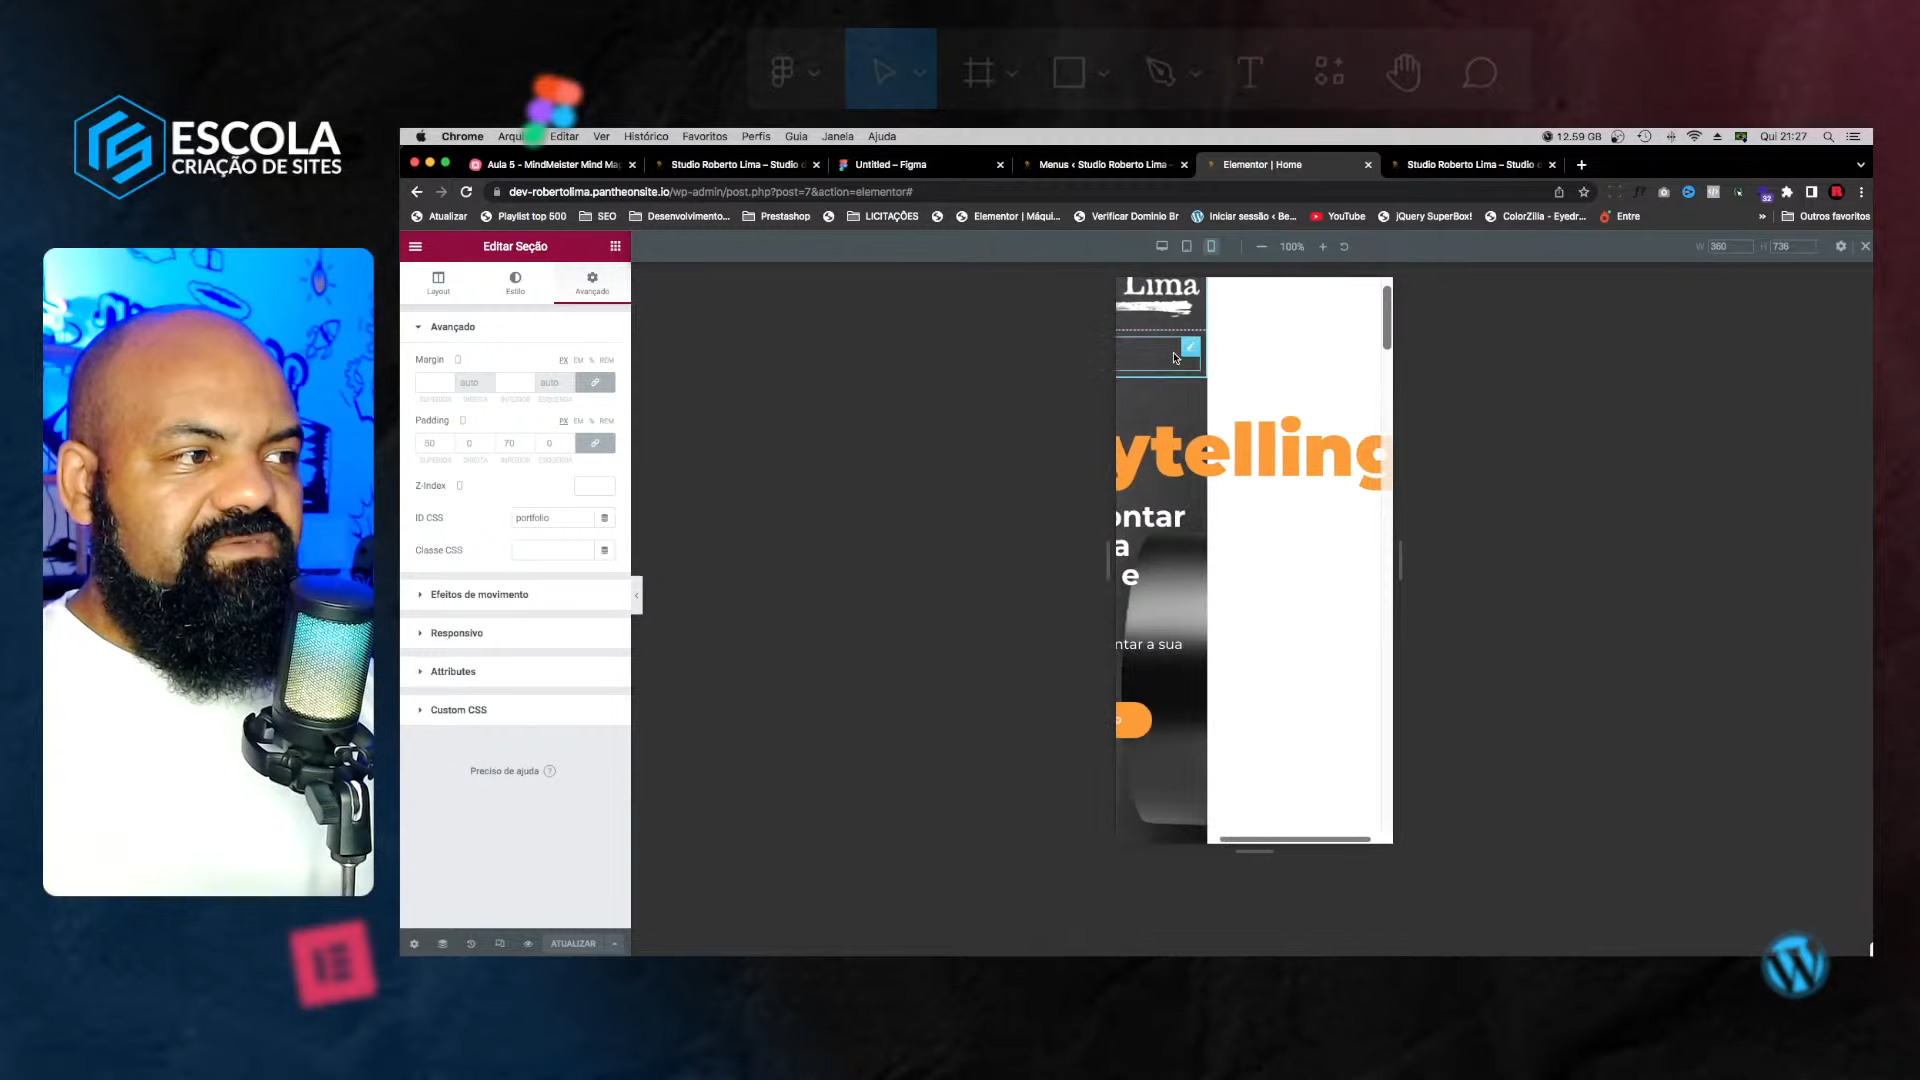 ESCOLA
CRIAÇÃO DE SITES
Chrome Arqu Editar Ver Histórico Favoritos Perfis Guia Janela Ajuda
12.59 GB Qui 21:27
Aula 5 - MindMeister Mind Ma
Studio Roberto Lima – Studio d
Untitled – Figma
Menus ‹ Studio Roberto Lima –
Elementor | Home
Studio Roberto Lima – Studio d
dev-robertolima.pantheonsite.io/wp-admin/post.php?post=7&action=elementor#
32
Atualizar Playlist top 500 SEO Desenvolvimento... Prestashop LICITAÇÕES Elementor | Máqui... Verificar Dominio Br Iniciar sessão ‹ Be... YouTube jQuery SuperBox! ColorZilla - Eyedr... Entre » Outros favoritos
Editar Seção
100%
W 360 H 736
Layout Estilo Avançado
Avançado
Margin PX EM % REM
auto auto
SUPERIOR DIREITA INFERIOR ESQUERDA
Padding PX EM % REM
50 0 70 0
SUPERIOR DIREITA INFERIOR ESQUERDA
Z-Index
ID CSS portfolio
Classe CSS
Efeitos de movimento
Responsivo
Attributes
Custom CSS
Preciso de ajuda
ATUALIZAR
Lima
ytelling
ontar
a
e
ntar a sua
o